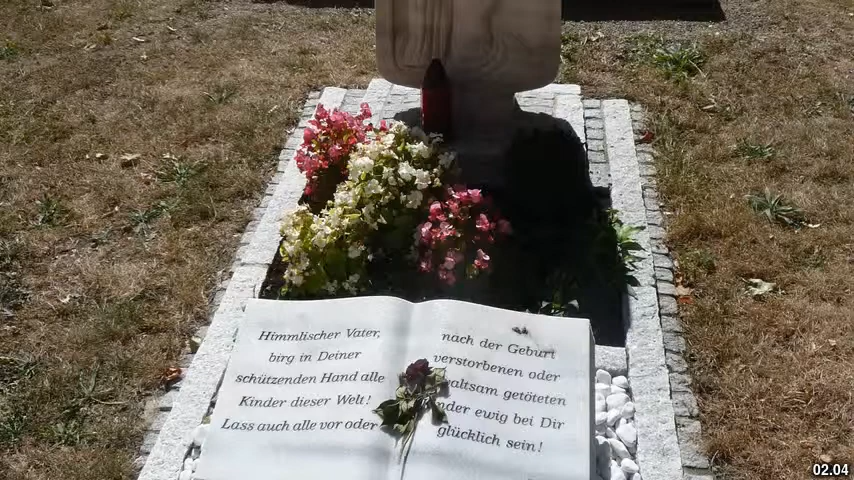 Himmlischer Vater,
birg in Deiner
schützenden Hand alle
Kinder dieser Welt!
Lass auch alle vor oder
nach der Geburt
verstorbenen oder
getöteten
ewig bei Dir
glücklich sein!
02.04